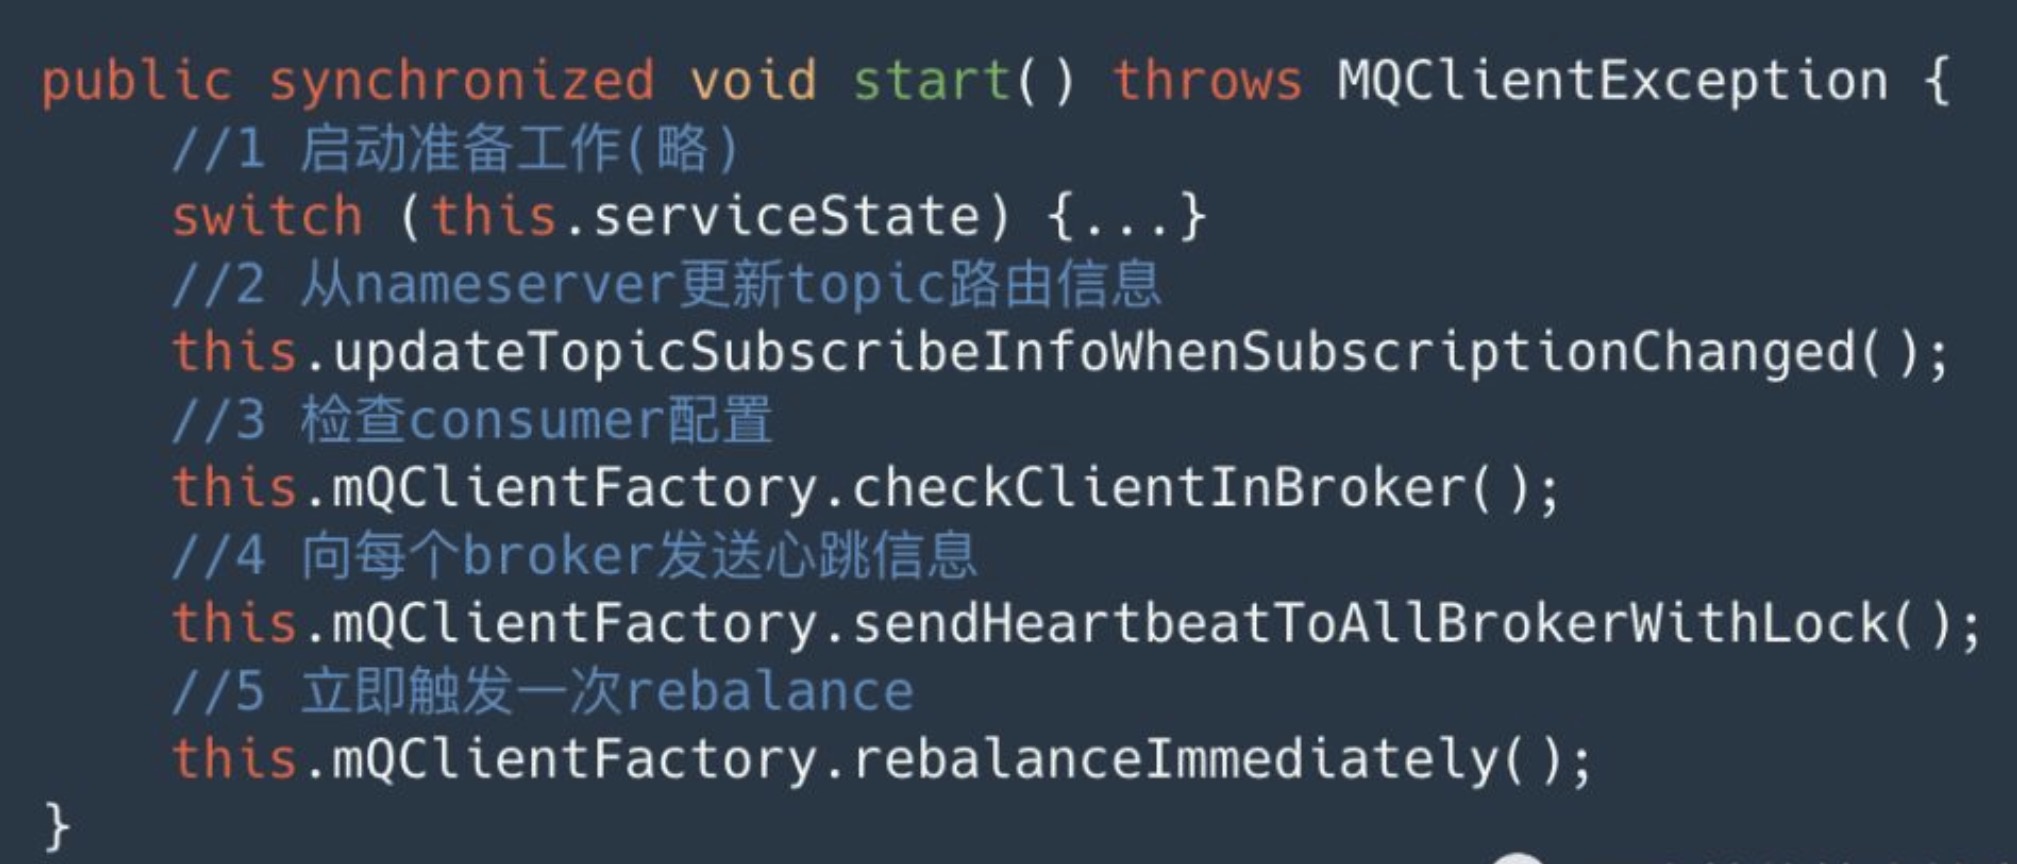 public synchronized void start() throws MQClientException {
//1 启动准备工作(略)
switch (this.serviceState) {...}
//2 从nameserver更新topic路由信息
this.updateTopicSubscribeInfoWhenSubscriptionChanged();
//3 检查consumer配置
this.mQClientFactory.checkClientInBroker();
//4 向每个broker发送心跳信息
this.mQClientFactory.sendHeartbeatToAllBrokerWithLock();
//5 立即触发一次rebalance
this.mQClientFactory.rebalanceImmediately();
}